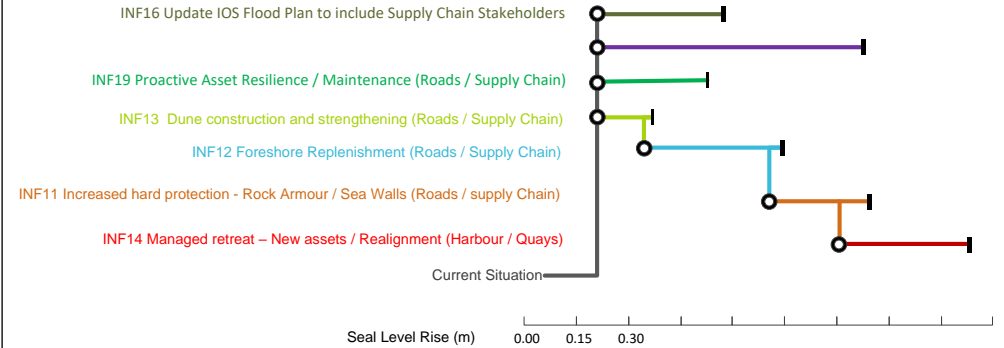 INF16 Update IOS Flood Plan to include Supply Chain Stakeholders
INF19 Proactive Asset Resilience / Maintenance (Roads / Supply Chain)
INF13 Dune construction and strengthening (Roads / Supply Chain)
INF12 Foreshore Replenishment (Roads / Supply Chain)
INF11 Increased hard protection - Rock Armour / Sea Walls (Roads / supply Chain)
INF14 Managed retreat – New assets / Realignment (Harbour / Quays)
Current Situation
Seal Level Rise (m) 0.00 0.15 0.30